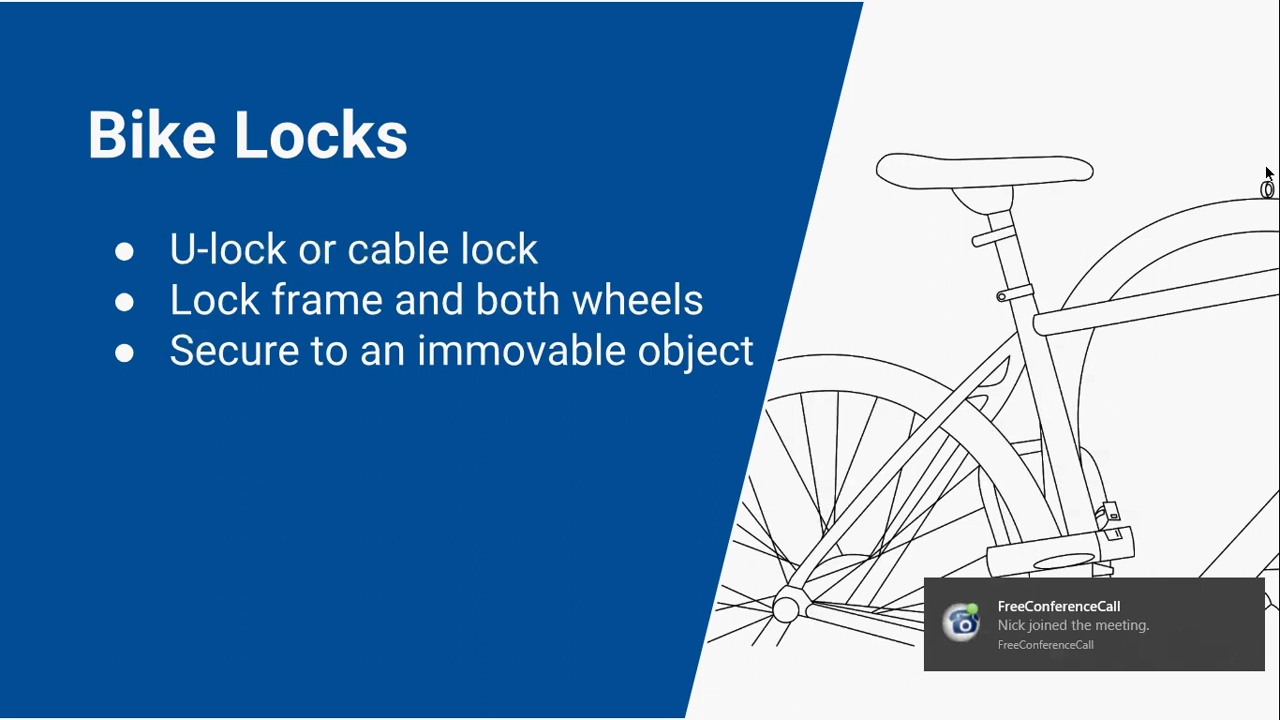 Bike Locks
● U-lock or cable lock
● Lock frame and both wheels
● Secure to an immovable object
FreeConferenceCall
Nick joined the meeting.
FreeConferenceCall